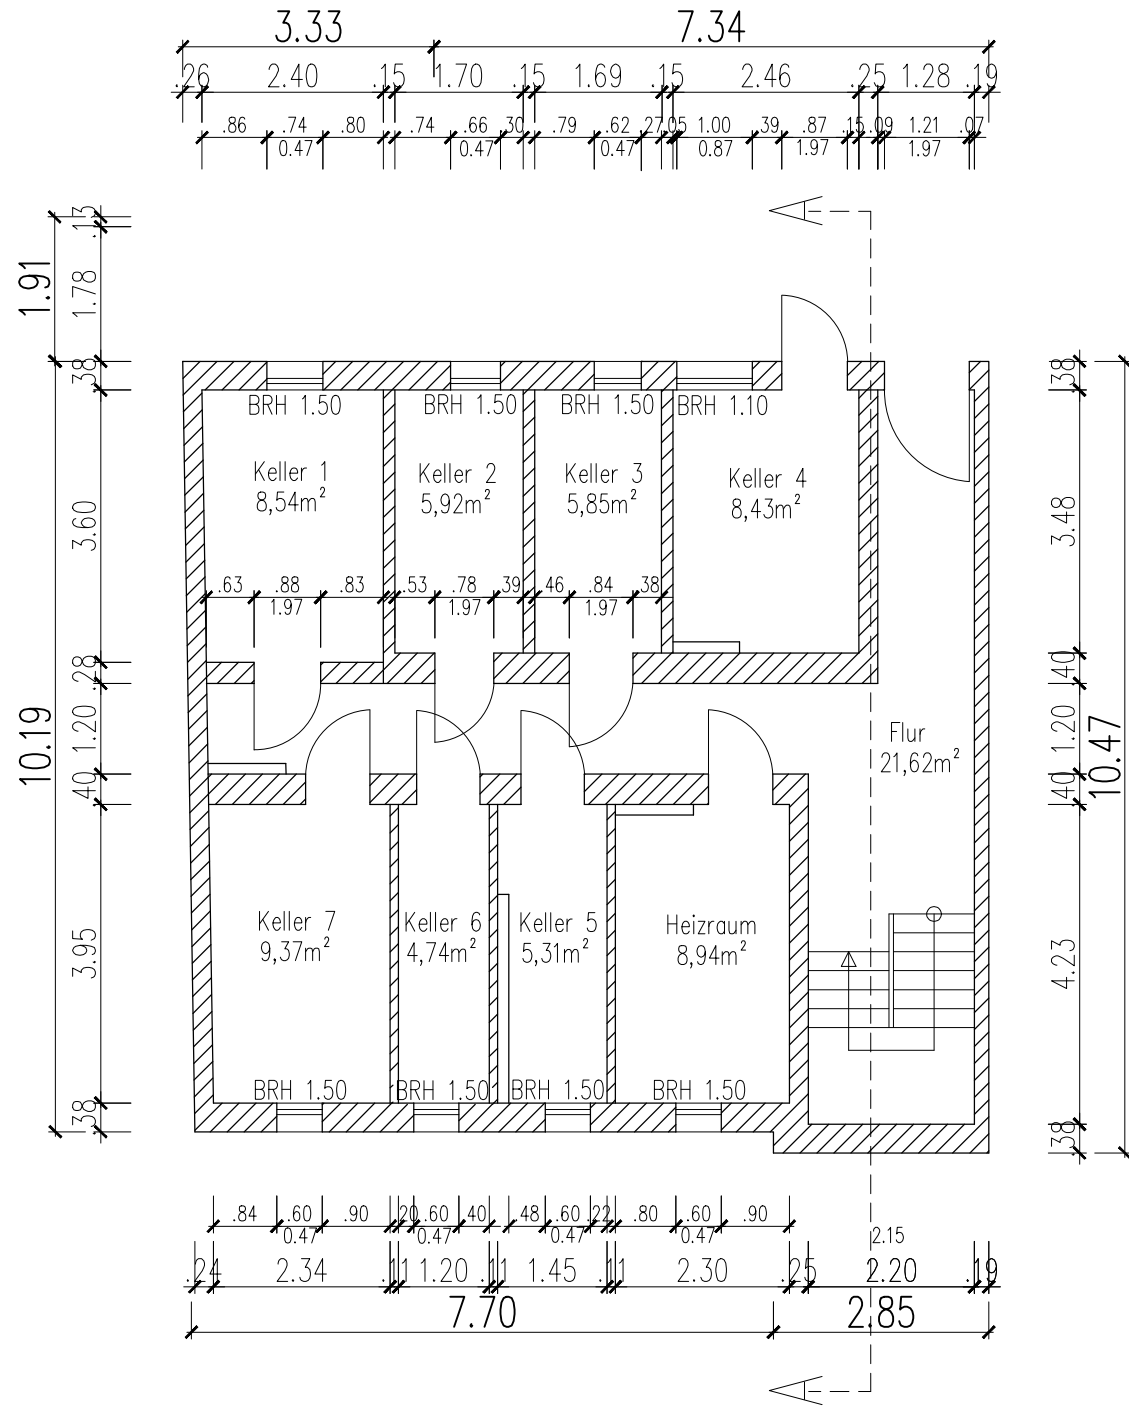 3.33 7.34
.26 2.40 .15 1.70 .15 1.69 .15 2.46 .25 1.28 .19
.86 .74 .80 .74 .66 .30 .79 .62 .27 .05 1.00 .39 .87 .15 .09 1.21 .07
0.47 0.47 0.47 0.87 1.97 1.97
.13
1.91
1.78
.38 .38
BRH 1.50 BRH 1.50 BRH 1.50 BRH 1.10
Keller 1 Keller 2 Keller 3 Keller 4
8,54m² 5,92m² 5,85m² 8,43m²
3.60 3.48
.63 .88 .83 .53 .78 .39 .46 .84 .38
1.97 1.97 1.97
.28 .40
10.19 1.20 1.20 10.47
Flur
21,62m²
.40 .40
Keller 7 Keller 6 Keller 5 Heizraum
9,37m² 4,74m² 5,31m² 8,94m²
3.95 4.23
BRH 1.50 BRH 1.50 BRH 1.50 BRH 1.50
.38 .38
.84 .60 .90 .20 .60 .40 .48 .60 .22 .80 .60 .90
0.47 0.47 0.47 0.47 2.15
.24 2.34 .11 1.20 .11 1.45 .11 2.30 .25 2.20 .19
7.70 2.85